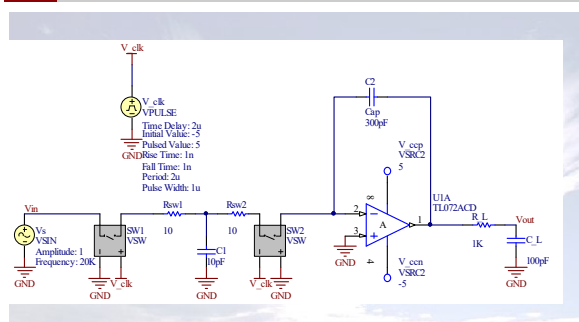 V_clk
V_clk
VPULSE
Time Delay: 2u
Initial Value: -5
Pulsed Value: 5
GND
Rise Time: 1n
Fall Time: 1n
Period: 2u
Pulse Width: 1u
C2
Cap
300pF
V_ccp
VSRC2
5
Vin
Vs
VSIN
Amplitude: 1
Frequency: 20K
GND
SW1
VSW
V_clk
GND
Rsw1
10
Rsw2
10
C1
10pF
GND
SW2
VSW
V_clk
GND
2
3
8
A
4
1
GND
U1A
TL072ACD
V_ccn
VSRC2
-5
R_L
1K
Vout
C_L
100pF
GND